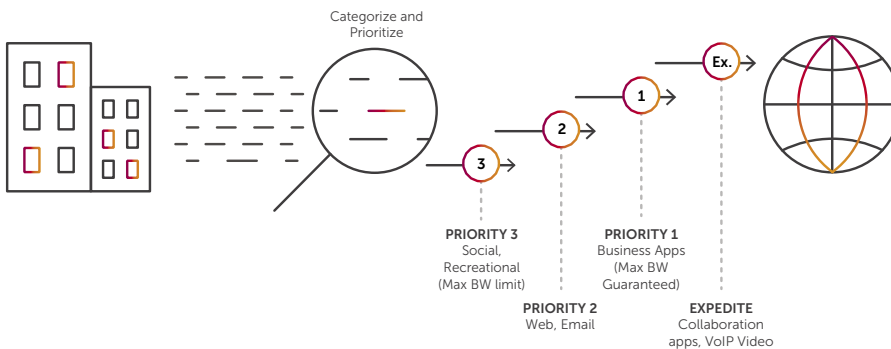 Categorize and
Prioritize
Ex.
1
2
3
PRIORITY 3
Social,
Recreational
(Max BW limit)
PRIORITY 2
Web, Email
PRIORITY 1
Business Apps
(Max BW
Guaranteed)
EXPEDITE
Collaboration
apps, VoIP Video